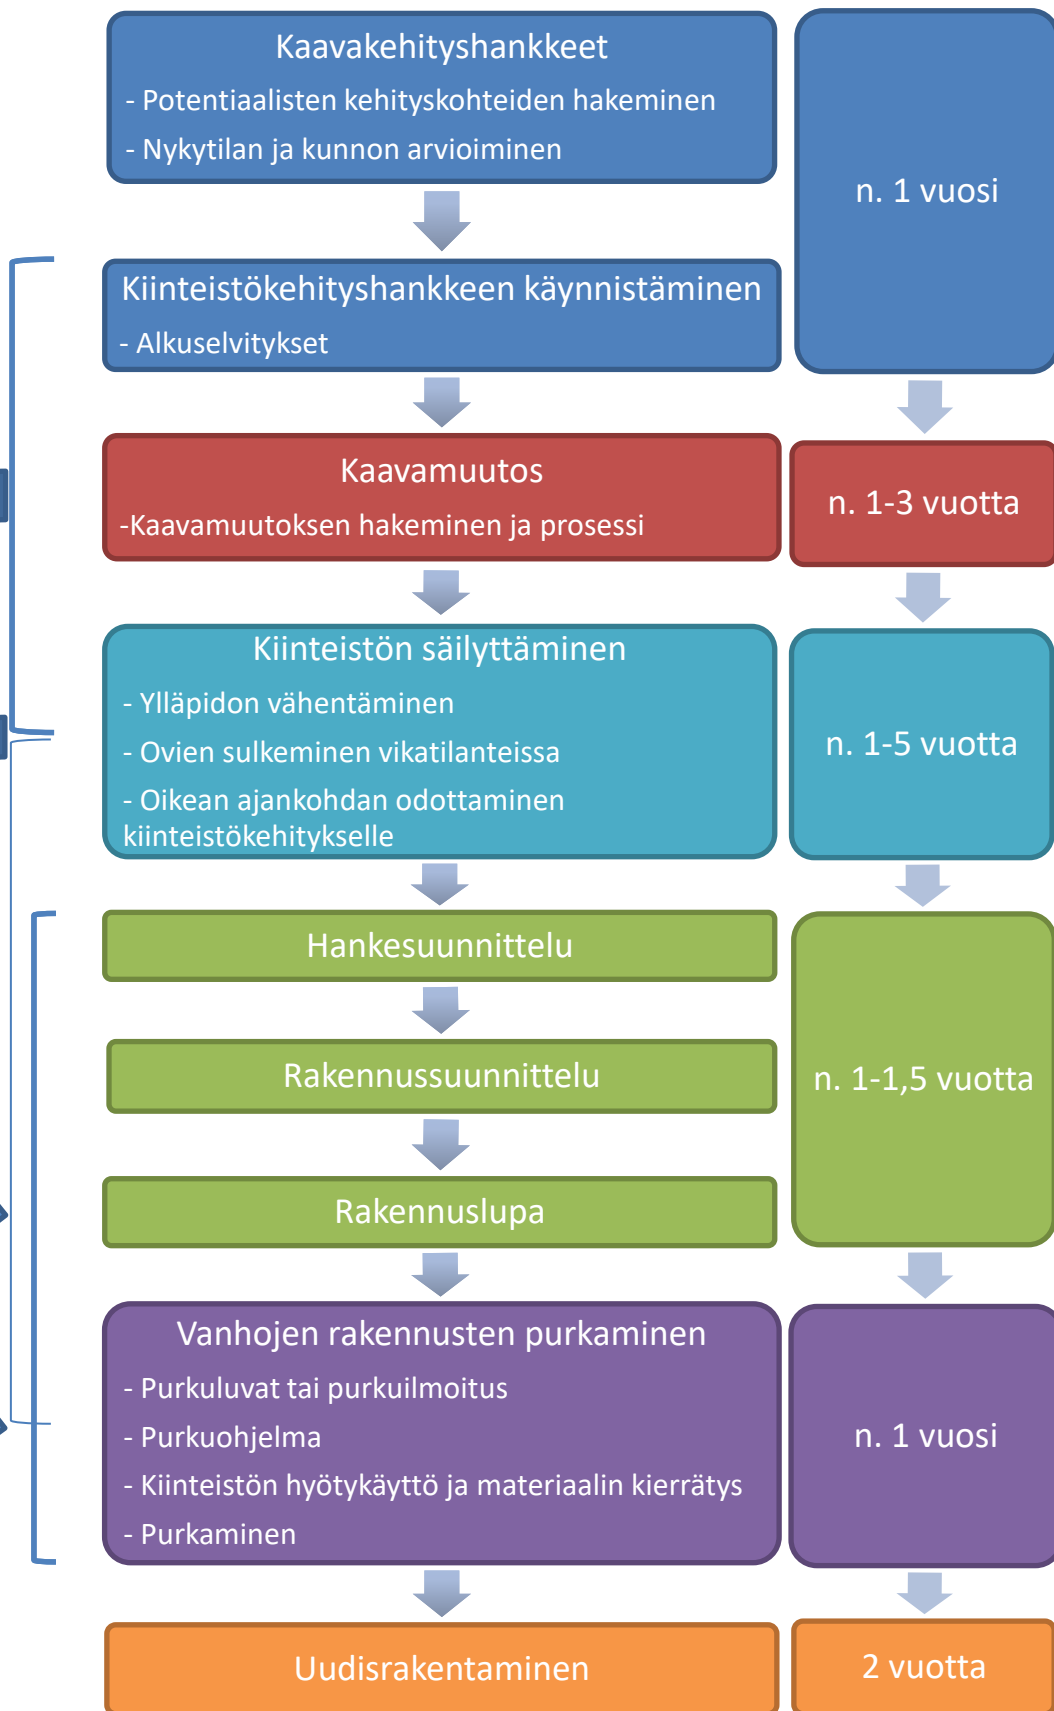 Kaavakehityshankkeet
- Potentiaalisten kehityskohteiden hakeminen
- Nykytilan ja kunnon arvioiminen
n. 1 vuosi
Kiinteistökehityshankkeen käynnistäminen
- Alkuselvitykset
Kaavamuutos
-Kaavamuutoksen hakeminen ja prosessi
n. 1-3 vuotta
Kiinteistön säilyttäminen
- Ylläpidon vähentäminen
- Ovien sulkeminen vikatilanteissa
- Oikean ajankohdan odottaminen
kiinteistökehitykselle
n. 1-5 vuotta
Hankesuunnittelu
Rakennussuunnittelu
Rakennuslupa
n. 1-1,5 vuotta
Vanhojen rakennusten purkaminen
- Purkuluvat tai purkuilmoitus
- Purkuohjelma
- Kiinteistön hyötykäyttö ja materiaalin kierrätys
- Purkaminen
n. 1 vuosi
Uudisrakentaminen
2 vuotta